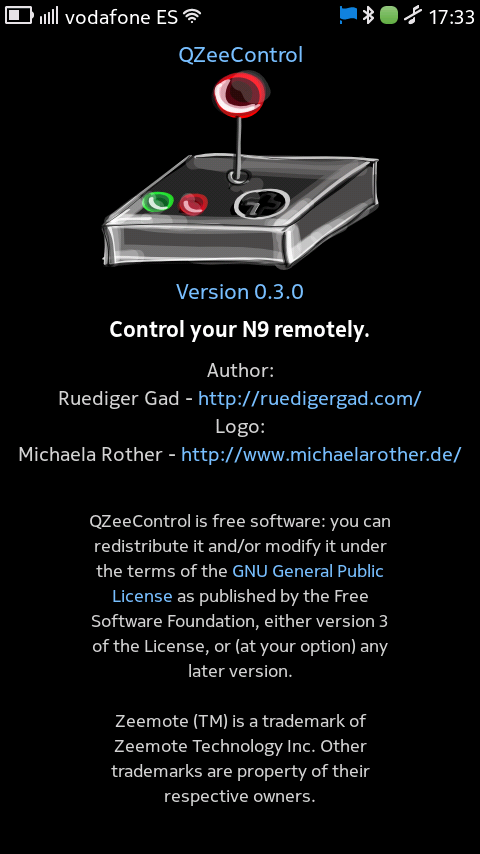 vodafone ES 17:33
QZeeControl
Version 0.3.0
Control your N9 remotely.
Author:
Ruediger Gad - http://ruedigergad.com/
Logo:
Michaela Rother - http://www.michaelarother.de/
QZeeControl is free software: you can
redistribute it and/or modify it under
the terms of the GNU General Public
License as published by the Free
Software Foundation, either version 3
of the License, or (at your option) any
later version.
Zeemote (TM) is a trademark of
Zeemote Technology Inc. Other
trademarks are property of their
respective owners.